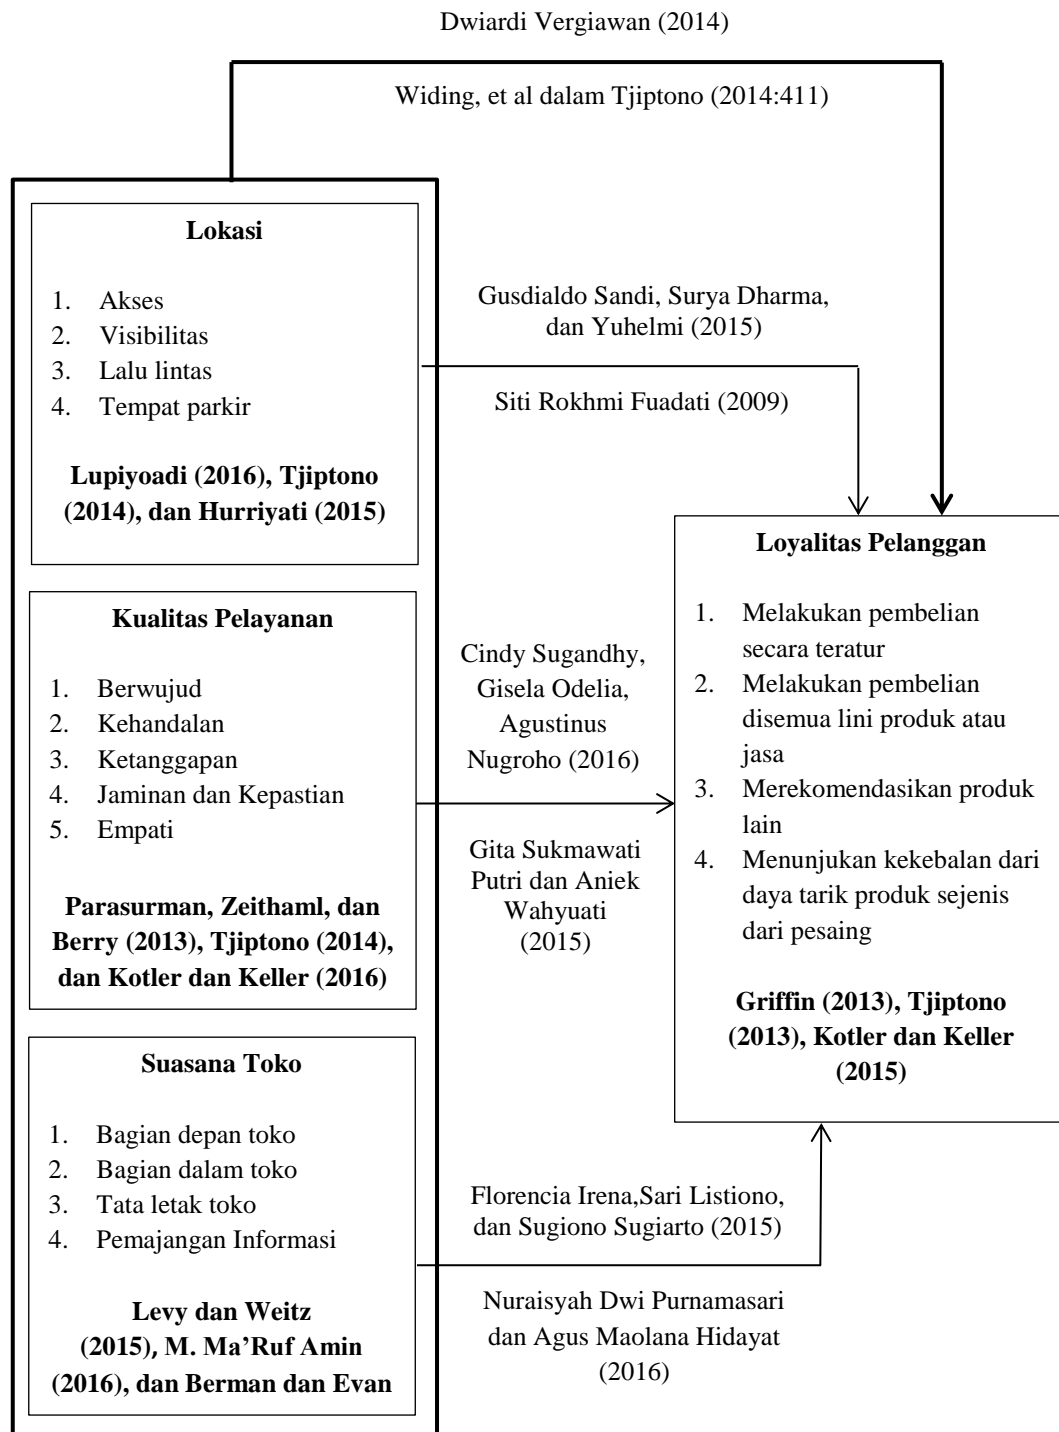 Dwiardi Vergiawan (2014)
Widing, et al dalam Tjiptono (2014:411)
Lokasi
1. Akses
2. Visibilitas
3. Lalu lintas
4. Tempat parkir
Lupiyoadi (2016), Tjiptono
(2014), dan Hurriyati (2015)
Gusdialdo Sandi, Surya Dharma,
dan Yuhelmi (2015)
Siti Rokhmi Fuadati (2009)
Kualitas Pelayanan
1. Berwujud
2. Kehandalan
3. Ketanggapan
4. Jaminan dan Kepastian
5. Empati
Parasurman, Zeithaml, dan
Berry (2013), Tjiptono (2014),
dan Kotler dan Keller (2016)
Cindy Sugandhy,
Gisela Odelia,
Agustinus
Nugroho (2016)
Gita Sukmawati
Putri dan Aniek
Wahyuati
(2015)
Loyalitas Pelanggan
1. Melakukan pembelian
secara teratur
2. Melakukan pembelian
disemua lini produk atau
jasa
3. Merekomendasikan produk
lain
4. Menunjukan kekebalan dari
daya tarik produk sejenis
dari pesaing
Griffin (2013), Tjiptono
(2013), Kotler dan Keller
(2015)
Suasana Toko
1. Bagian depan toko
2. Bagian dalam toko
3. Tata letak toko
4. Pemajangan Informasi
Levy dan Weitz
(2015), M. Ma’Ruf Amin
(2016), dan Berman dan Evan
Florencia Irena,Sari Listiono,
dan Sugiono Sugiarto (2015)
Nuraisyah Dwi Purnamasari
dan Agus Maolana Hidayat
(2016)